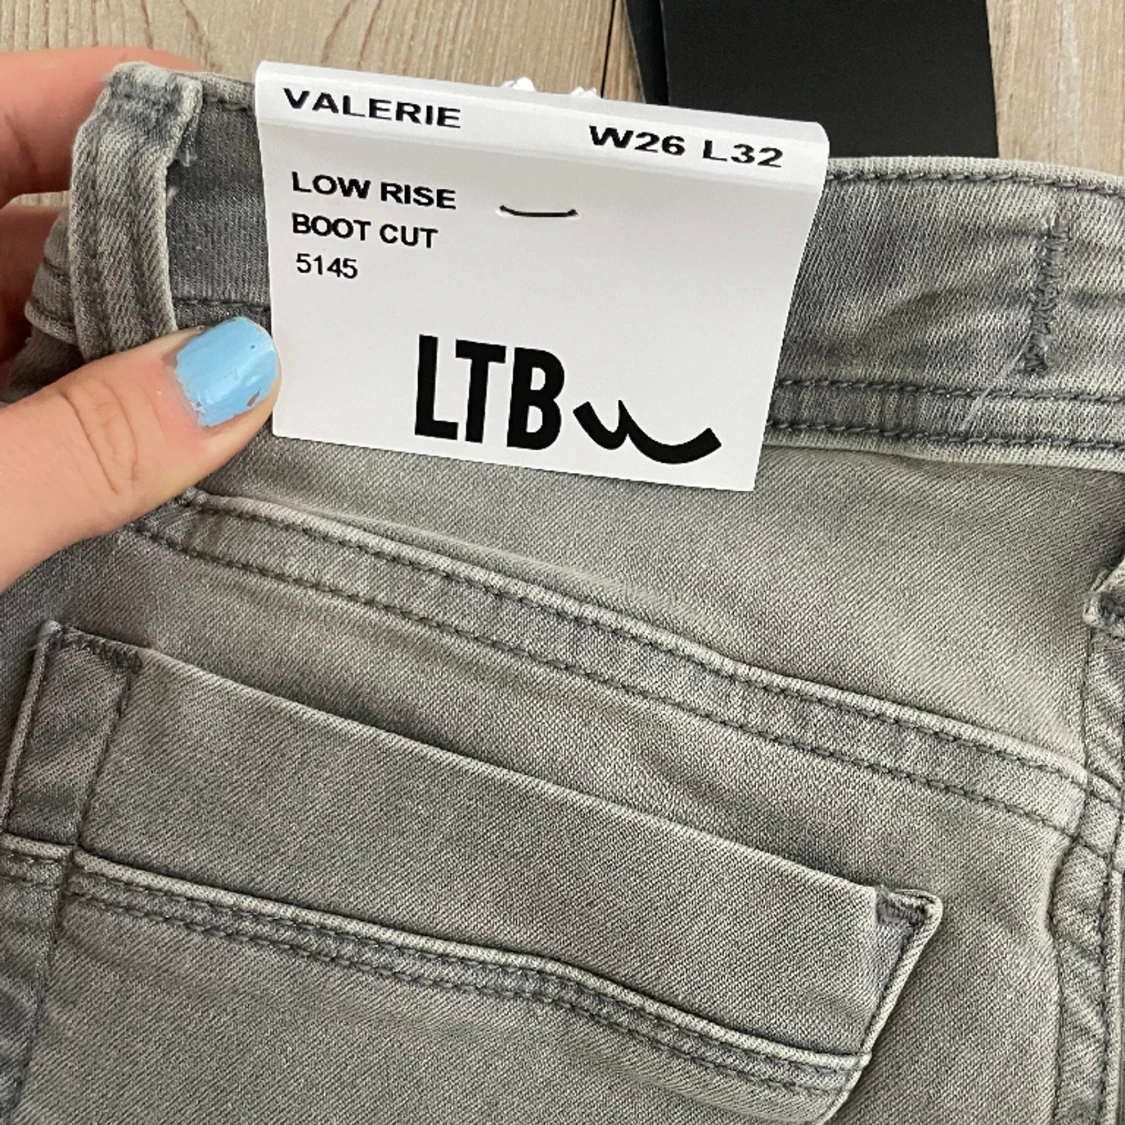 VALERIE
W26 L32
LOW RISE
BOOT CUT
5145
LTB